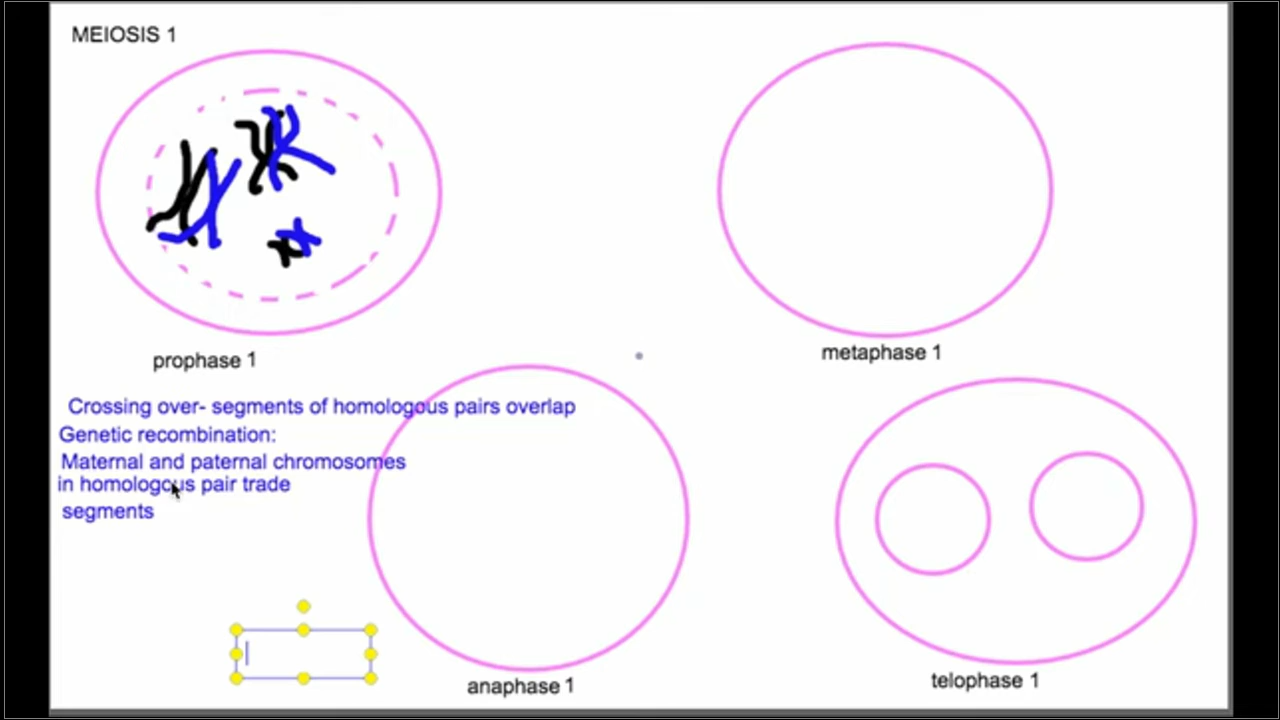 MEIOSIS 1
prophase 1
metaphase 1
Crossing over- segments of homologous pairs overlap
Genetic recombination:
Maternal and paternal chromosomes
in homologous pair trade
segments
anaphase 1
telophase 1